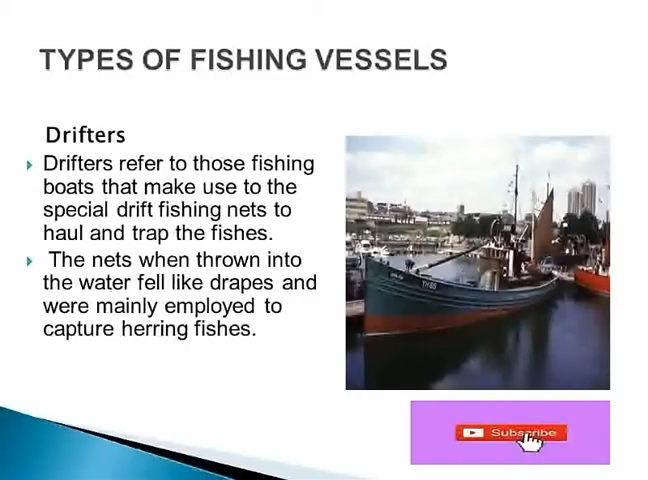 TYPES OF FISHING VESSELS
Drifters
Drifters refer to those fishing
boats that make use to the
special drift fishing nets to
haul and trap the fishes.
The nets when thrown into
the water fell like drapes and
were mainly employed to
capture herring fishes.
Subscribe